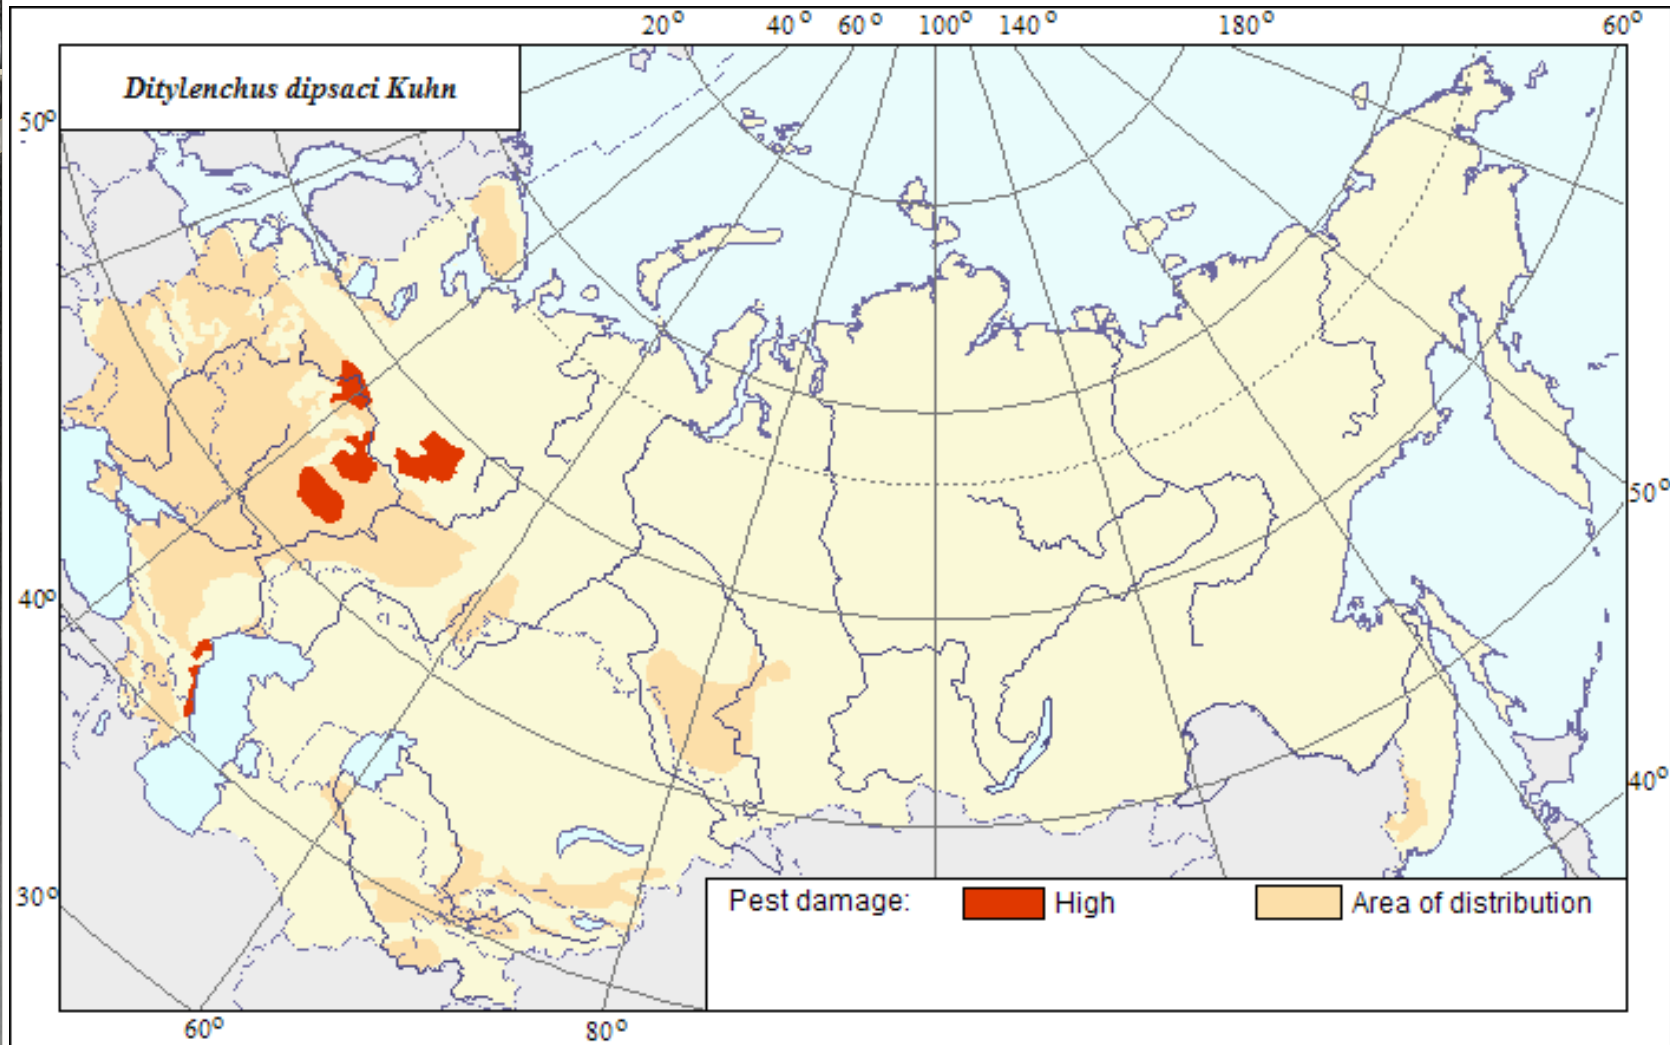 20° 40° 60° 100° 140° 180° 60°
Ditylenchus dipsaci Kuhn
50°
50°
40°
40°
30°
Pest damage: High Area of distribution
60° 80°